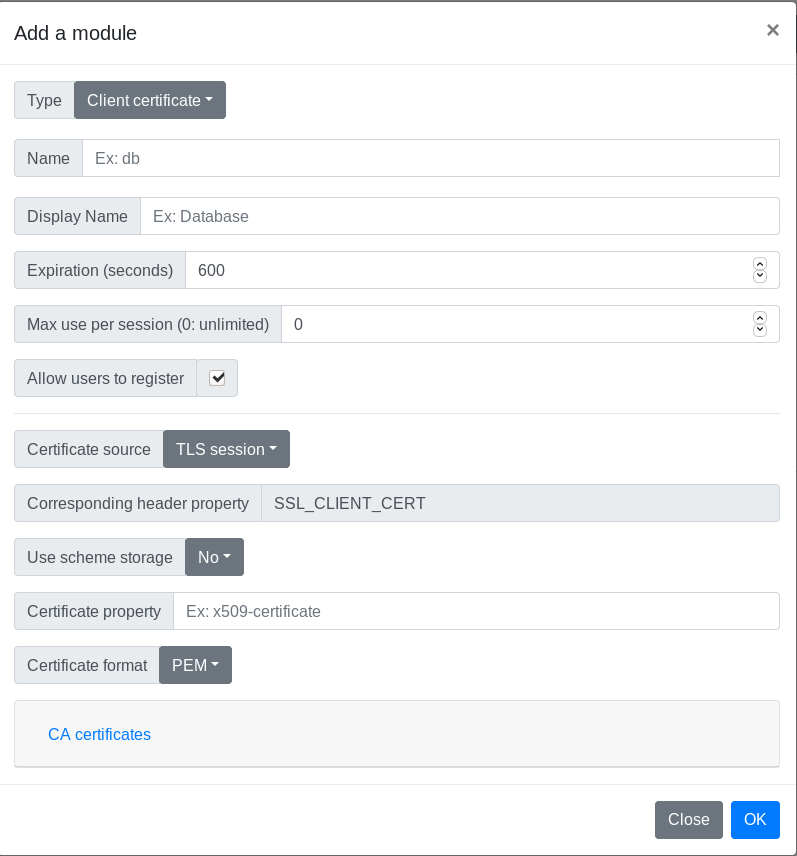 Add a module ×
Type Client certificate
Name Ex: db
Display Name Ex: Database
Expiration (seconds) 600
Max use per session (0: unlimited) 0
Allow users to register
Certificate source TLS session
Corresponding header property SSL_CLIENT_CERT
Use scheme storage No
Certificate property Ex: x509-certificate
Certificate format PEM
CA certificates
Close OK